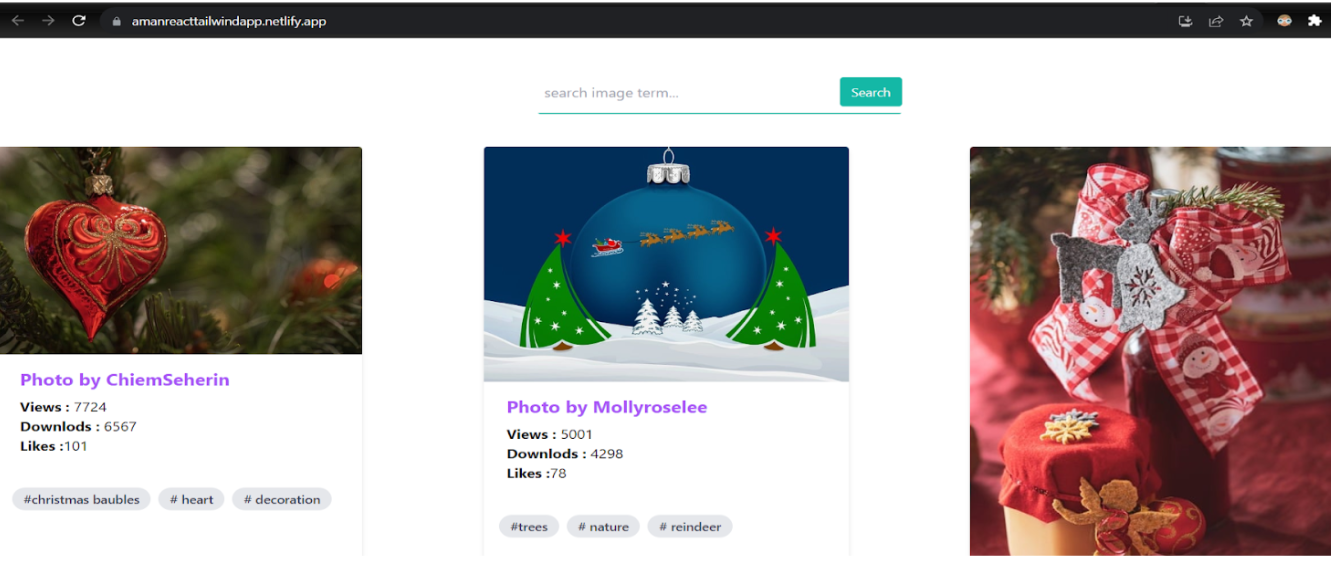 amanreacttailwindapp.netlify.app
search image term...
Search
Photo by ChiemSeherin
Views : 7724
Downlods : 6567
Likes :101
#christmas baubles # heart # decoration
Photo by Mollyroselee
Views : 5001
Downlods : 4298
Likes :78
#trees # nature # reindeer